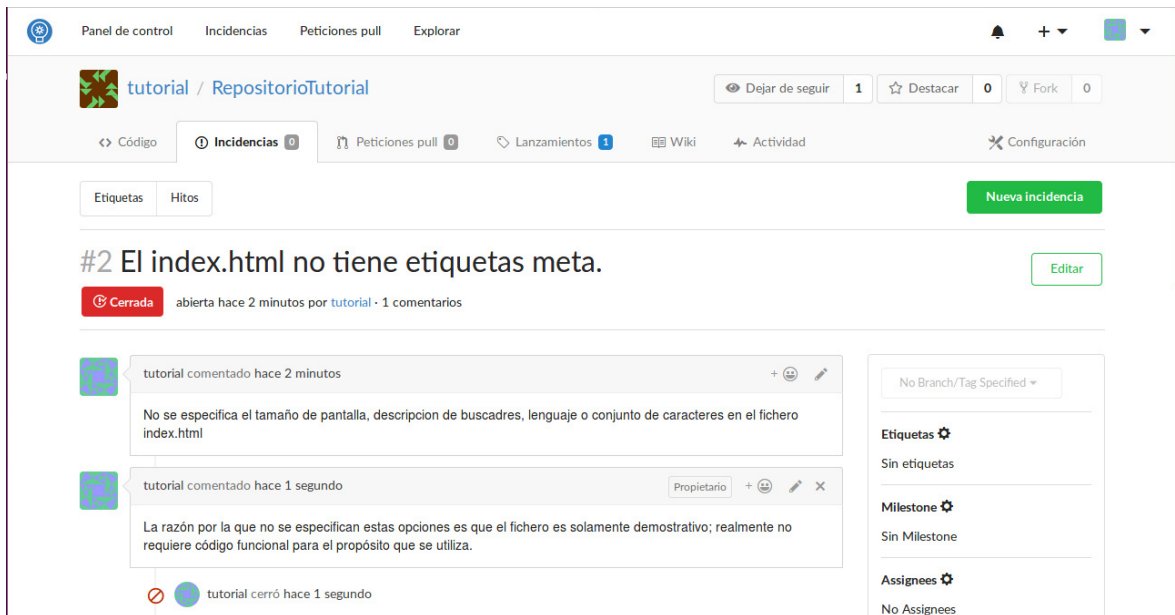 Panel de control Incidencias Peticiones pull Explorar
tutorial / RepositorioTutorial
Dejar de seguir 1 Destacar 0 Fork 0
Código Incidencias 0 Peticiones pull 0 Lanzamientos 1 Wiki Actividad Configuración
Etiquetas Hitos
Nueva incidencia
#2 El index.html no tiene etiquetas meta.
Editar
Cerrada abierta hace 2 minutos por tutorial · 1 comentarios
tutorial comentado hace 2 minutos
No se especifica el tamaño de pantalla, descripcion de buscadres, lenguaje o conjunto de caracteres en el fichero
index.html
tutorial comentado hace 1 segundo Propietario
La razón por la que no se especifican estas opciones es que el fichero es solamente demostrativo; realmente no
requiere código funcional para el propósito que se utiliza.
tutorial cerró hace 1 segundo
No Branch/Tag Specified
Etiquetas
Sin etiquetas
Milestone
Sin Milestone
Assignees
No Assignees